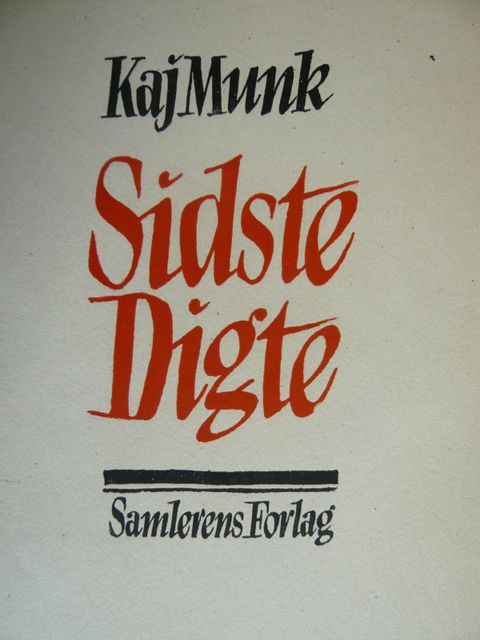 Kaj Munk
Sidste
Digte
Samlerens Forlag